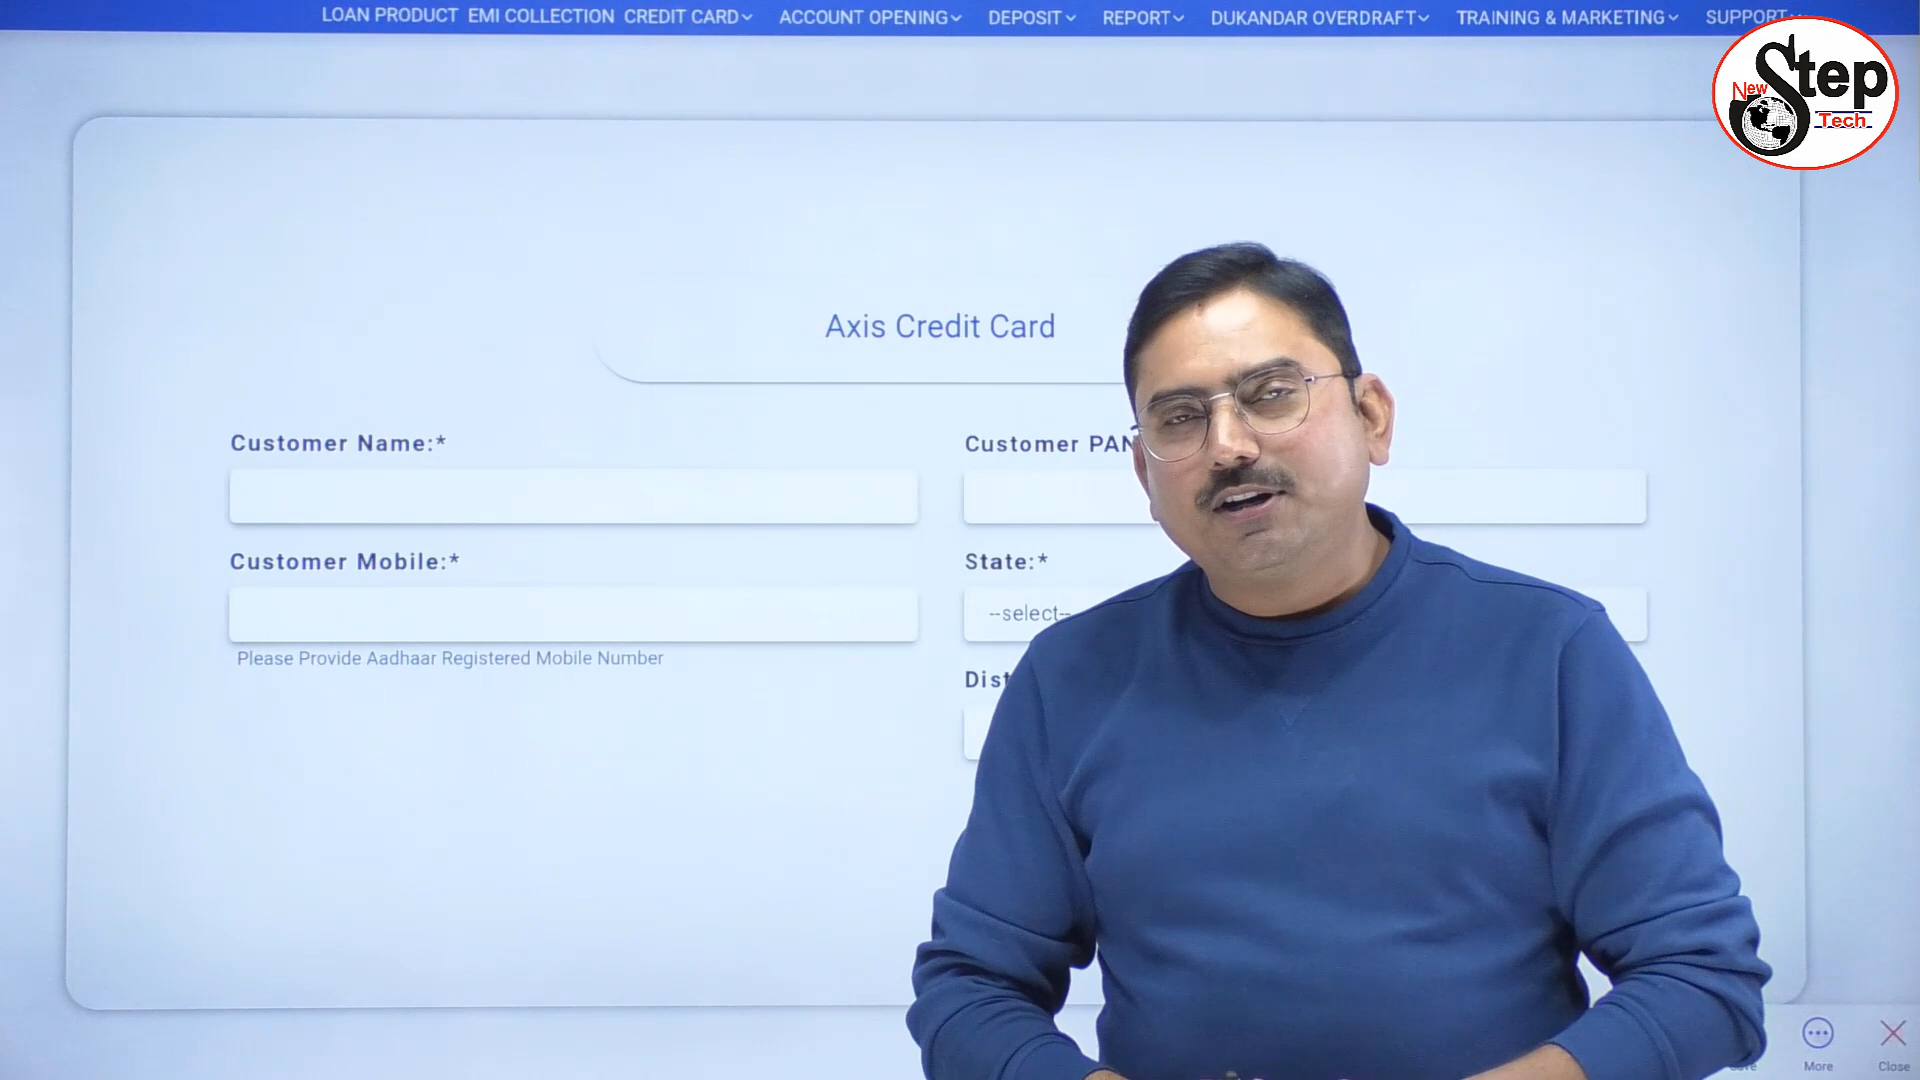 LOAN PRODUCT EMI COLLECTION CREDIT CARD ACCOUNT OPENING DEPOSIT REPORT DUKANDAR OVERDRAFT TRAINING & MARKETING SUPPORT
New Step
Tech
Axis Credit Card
Customer Name:*
Customer PAN
Customer Mobile:*
State:*
--select--
Please Provide Aadhaar Registered Mobile Number
More
Close